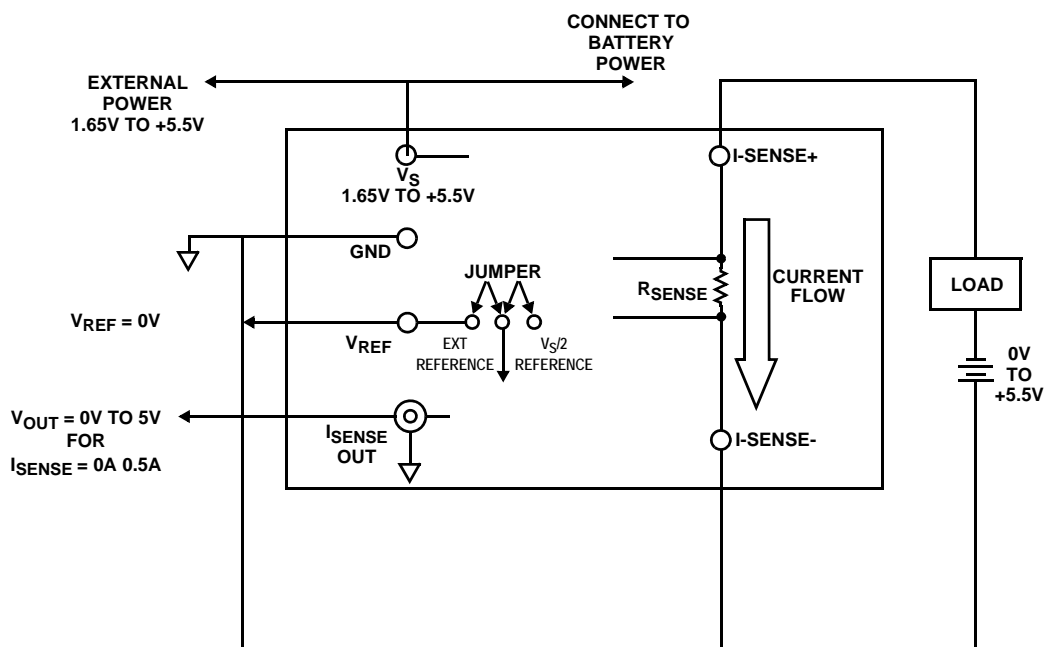 CONNECT TO
BATTERY
POWER
EXTERNAL
POWER
1.65V TO +5.5V
VS
1.65V TO +5.5V
I-SENSE+
GND
JUMPER
RSENSE
CURRENT
FLOW
LOAD
VREF = 0V
VREF
EXT
REFERENCE
VS/2
REFERENCE
0V
TO
+5.5V
VOUT = 0V TO 5V
FOR
ISENSE = 0A 0.5A
ISENSE
OUT
I-SENSE-